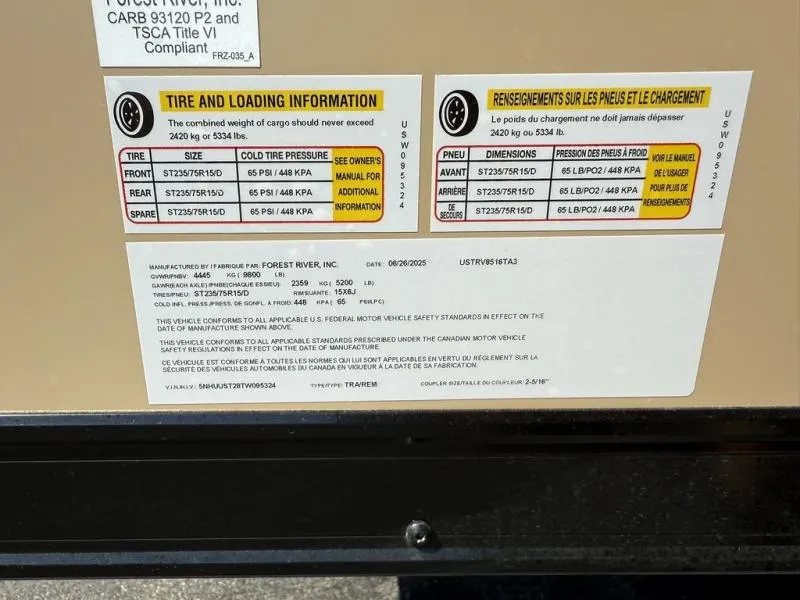 Forest River, Inc.
CARB 93120 P2 and
TSCA Title VI
Compliant
FRZ-035_A
TIRE AND LOADING INFORMATION
The combined weight of cargo should never exceed
2420 kg or 5334 lbs.
TIRE SIZE COLD TIRE PRESSURE
FRONT ST235/75R15/D 65 PSI / 448 KPA
REAR ST235/75R15/D 65 PSI / 448 KPA
SPARE ST235/75R15/D 65 PSI / 448 KPA
SEE OWNER'S
MANUAL FOR
ADDITIONAL
INFORMATION
USW095324
RENSEIGNEMENTS SUR LES PNEUS ET LE CHARGEMENT
Le poids du chargement ne doit jamais dépasser
2420 kg ou 5334 lb.
PNEU DIMENSIONS PRESSION DES PNEUS À FROID
AVANT ST235/75R15/D 65 LB/PO2 / 448 KPA
ARRIÈRE ST235/75R15/D 65 LB/PO2 / 448 KPA
DE SECOURS ST235/75R15/D 65 LB/PO2 / 448 KPA
VOIR LE MANUEL
DE L'USAGER
POUR PLUS DE
RENSEIGNEMENTS
USW095324
MANUFACTURED BY / FABRIQUE PAR: FOREST RIVER, INC. DATE: 06/26/2025 USTRV8516TA3
GVWR/PNBV: 4445 KG ( 9800 LB)
GAWR(EACH AXLE) /PNBE(CHAQUE ESSIEU): 2359 KG ( 5200 LB)
TIRES/PNEU: ST235/75R15/D RIMS/JANTE: 15X6J
COLD INFL. PRESS./PRESS. DE GONFL. À FROID: 448 KPA ( 65 PSI/LPC)
THIS VEHICLE CONFORMS TO ALL APPLICABLE U.S. FEDERAL MOTOR VEHICLE SAFETY STANDARDS IN EFFECT ON THE
DATE OF MANUFACTURE SHOWN ABOVE.
THIS VEHICLE CONFORMS TO ALL APPLICABLE STANDARDS PRESCRIBED UNDER THE CANADIAN MOTOR VEHICLE
SAFETY REGULATIONS IN EFFECT ON THE DATE OF MANUFACTURE.
CE VÉHICULE EST CONFORME À TOUTES LES NORMES QUI LUI SONT APPLICABLES EN VERTU DU RÈGLEMENT SUR LA
SÉCURITÉ DES VÉHICULES AUTOMOBILES DU CANADA EN VIGUEUR À LA DATE DE SA FABRICATION.
V.I.N./N.I.V.: 5NHUUST28TW095324 TYPE/TYPE: TRA/REM COUPLER SIZE/TAILLE DU COUPLEUR: 2-5/16"